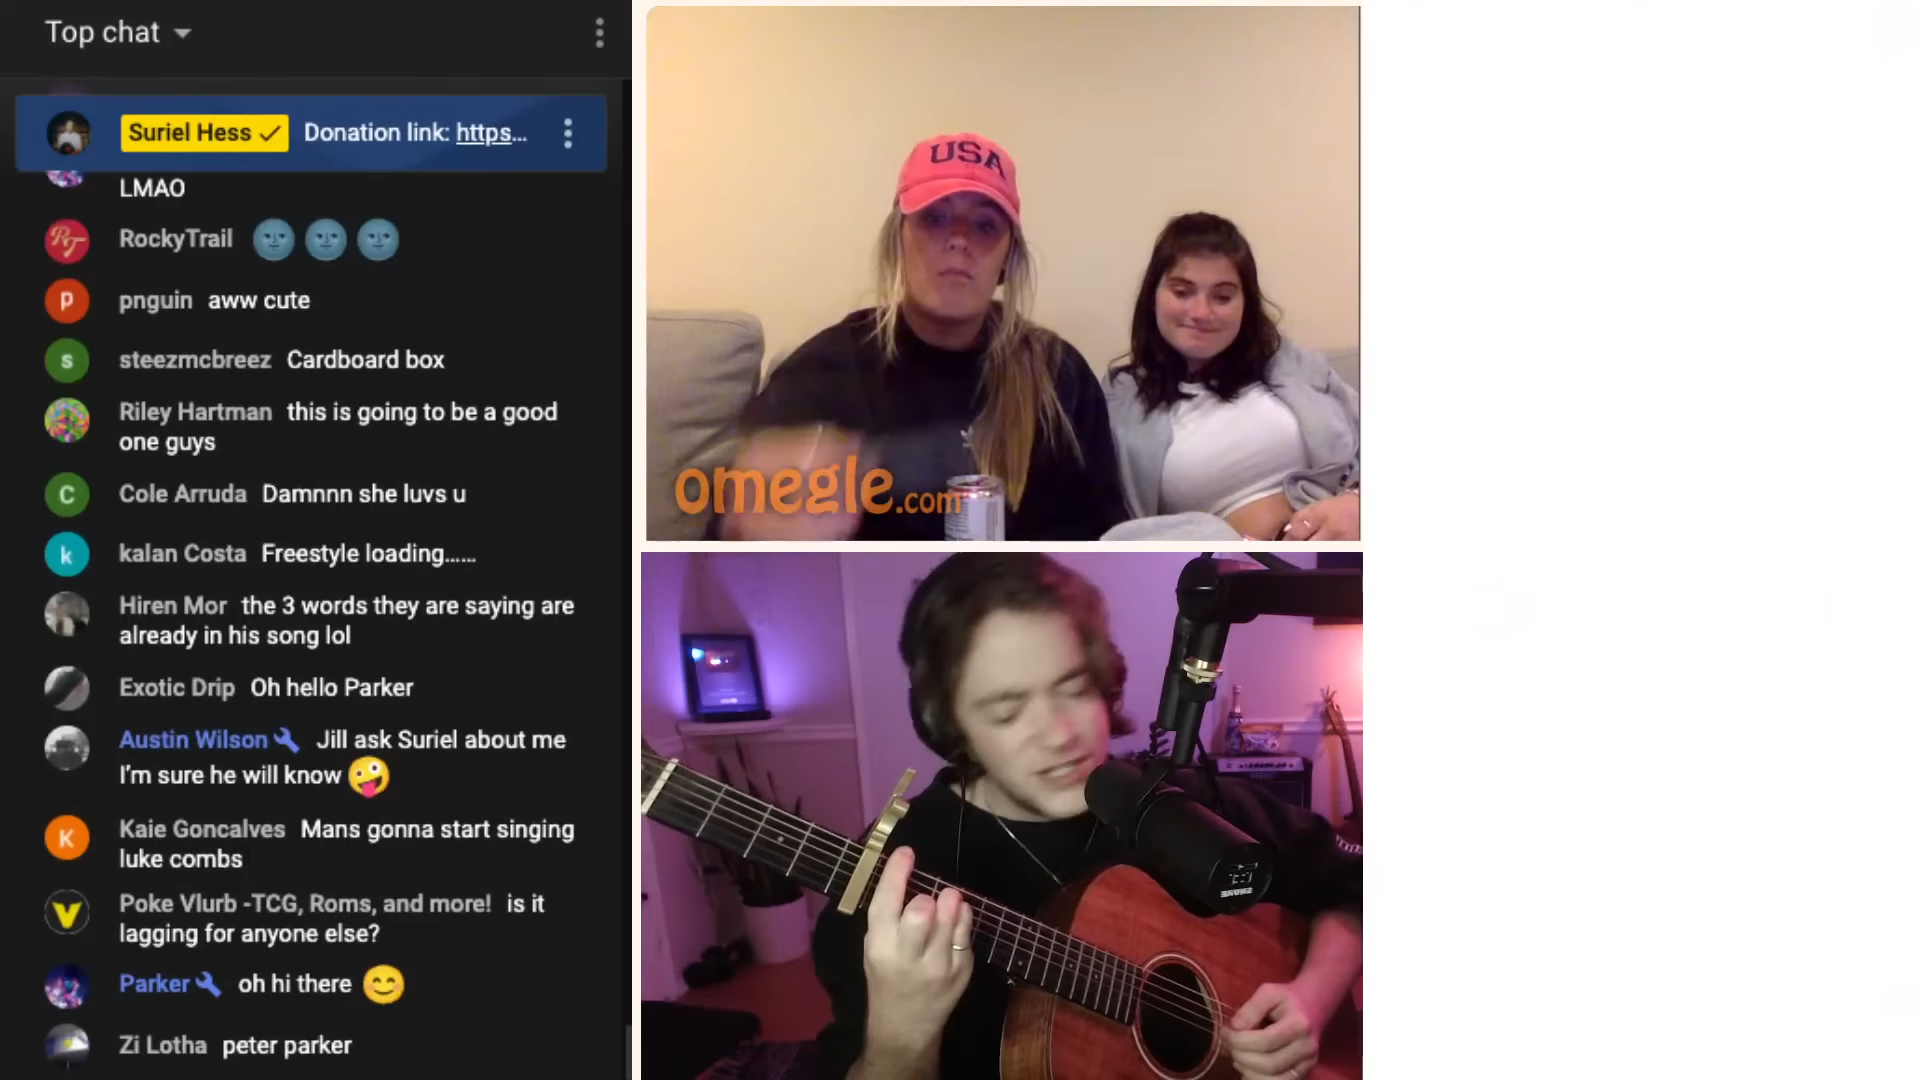 Top chat
Suriel Hess Donation link: https...
LMAO
RockyTrail
pnguin aww cute
steezmcbreez Cardboard box
Riley Hartman this is going to be a good
one guys
Cole Arruda Damnnn she luvs u
kalan Costa Freestyle loading......
Hiren Mor the 3 words they are saying are
already in his song lol
Exotic Drip Oh hello Parker
Austin Wilson Jill ask Suriel about me
I'm sure he will know
Kaie Goncalves Mans gonna start singing
luke combs
Poke Vlurb -TCG, Roms, and more! is it
lagging for anyone else?
Parker oh hi there
Zi Lotha peter parker
USA
omegle.com